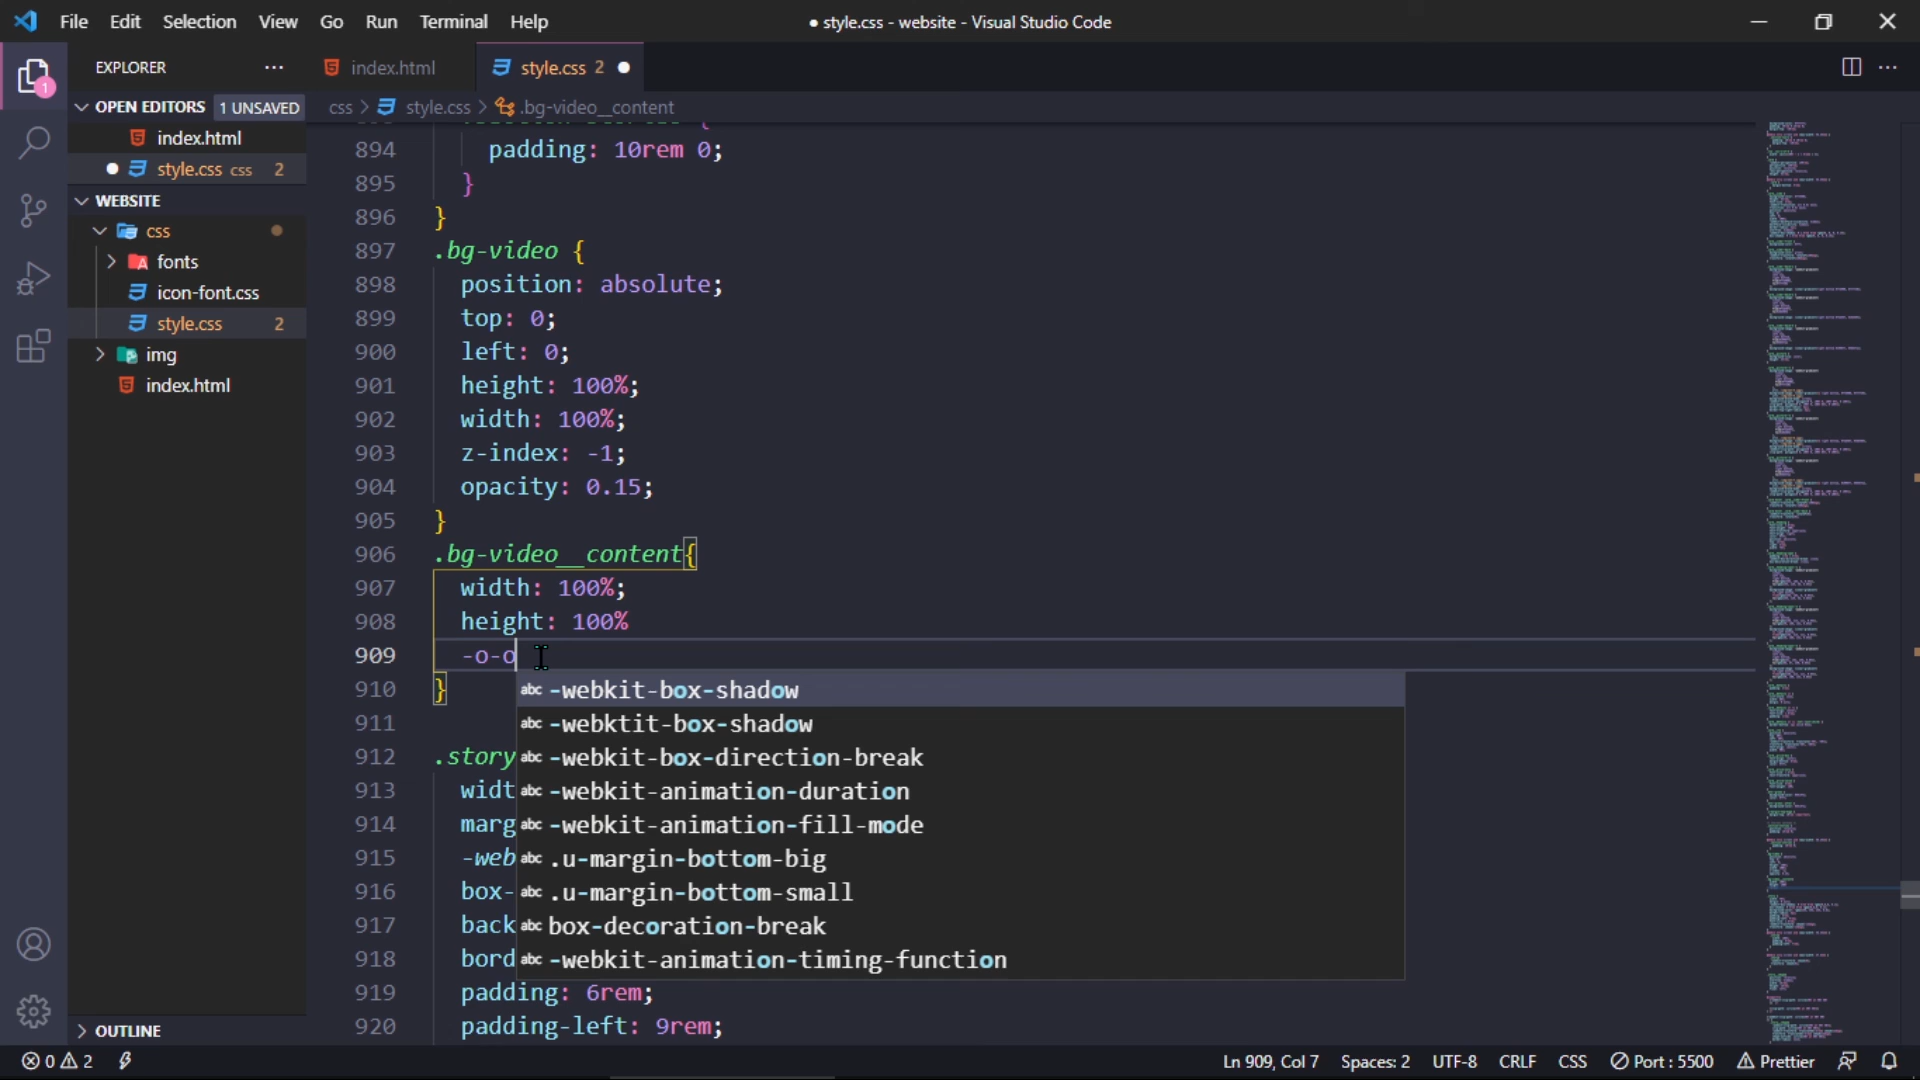 File Edit Selection View Go Run Terminal Help ● style.css - website - Visual Studio Code
EXPLORER ··· index.html style.css 2 ●
OPEN EDITORS 1 UNSAVED css > style.css > .bg-video__content
index.html
style.css css 2
WEBSITE
css
fonts
icon-font.css
style.css 2
img
index.html
OUTLINE
1
894 padding: 10rem 0;
895 }
896 }
897 .bg-video {
898 position: absolute;
899 top: 0;
900 left: 0;
901 height: 100%;
902 width: 100%;
903 z-index: -1;
904 opacity: 0.15;
905 }
906 .bg-video__content{
907 width: 100%;
908 height: 100%
909 -o-o
910 }
911
912 .story
913 widt
914 marg
915 -web
916 box-
917 back
918 bord
919 padding: 6rem;
920 padding-left: 9rem;
abc -webkit-box-shadow
abc -webktit-box-shadow
abc -webkit-box-direction-break
abc -webkit-animation-duration
abc -webkit-animation-fill-mode
abc .u-margin-bottom-big
abc .u-margin-bottom-small
abc box-decoration-break
abc -webkit-animation-timing-function
0 2 Ln 909, Col 7 Spaces: 2 UTF-8 CRLF CSS Port : 5500 Prettier